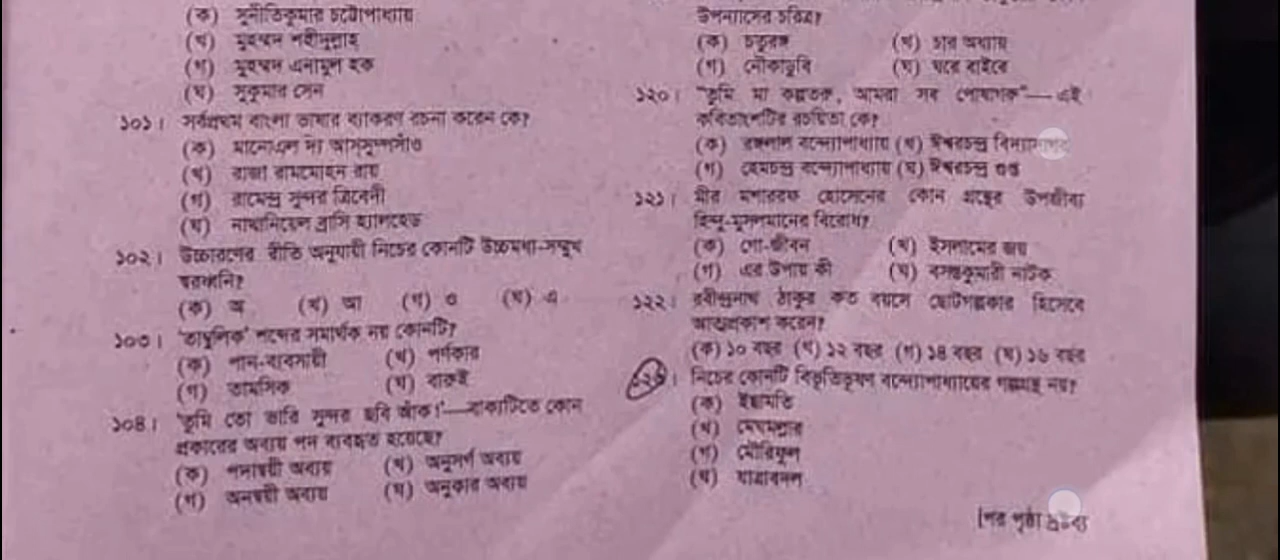 (ক) সুনীতিকুমার চট্টোপাধ্যায়
(খ) মুহম্মদ শহীদুল্লাহ
(গ) মুহম্মদ এনামুল হক
(ঘ) সুকুমার সেন
১০১। সর্বপ্রথম বাংলা ভাষার ব্যাকরণ রচনা করেন কে?
(ক) মানোএল দা আস্‌সুম্পসাঁও
(খ) রাজা রামমোহন রায়
(গ) রামেন্দ্র সুন্দর ত্রিবেদী
(ঘ) নাথানিয়েল ব্রাসি হ্যালহেড
১০২। উচ্চারণের রীতি অনুযায়ী নিচের কোনটি উচ্চমধ্য-সম্মুখ
স্বরধ্বনি?
(ক) অ (খ) আ (গ) ও (ঘ) এ
১০৩। 'তাম্বুলিক' শব্দের সমার্থক নয় কোনটি?
(ক) পান-ব্যবসায়ী (খ) পর্ণকার
(গ) তামসিক (ঘ) বারুই
১০৪। 'তুমি তো ভারি সুন্দর ছবি আঁক!'—বাক্যটিতে কোন
প্রকারের অব্যয় পদ ব্যবহৃত হয়েছে?
(ক) পদান্বয়ী অব্যয় (খ) অনুসর্গ অব্যয়
(গ) অনন্বয়ী অব্যয় (ঘ) অনুকার অব্যয়
উপন্যাসের চরিত্র?
(ক) চতুরঙ্গ (খ) চার অধ্যায়
(গ) নৌকাডুবি (ঘ) ঘরে বাইরে
১২০। "তুমি মা কল্পতরু, আমরা সব পোষাগরু"— এই
কবিতাংশটির রচয়িতা কে?
(ক) রঙ্গলাল বন্দ্যোপাধ্যায় (খ) ঈশ্বরচন্দ্র বিদ্যাসাগর
(গ) হেমচন্দ্র বন্দ্যোপাধ্যায় (ঘ) ঈশ্বরচন্দ্র গুপ্ত
১২১। মীর মশাররফ হোসেনের কোন গ্রন্থের উপজীব্য
হিন্দু-মুসলমানের বিরোধ?
(ক) গো-জীবন (খ) ইসলামের জয়
(গ) এর উপায় কী (ঘ) বসন্তকুমারী নাটক
১২২। রবীন্দ্রনাথ ঠাকুর কত বয়সে ছোটগল্পকার হিসেবে
আত্মপ্রকাশ করেন?
(ক) ১০ বছর (খ) ১২ বছর (গ) ১৪ বছর (ঘ) ১৬ বছর
১২৩। নিচের কোনটি বিভূতিভূষণ বন্দ্যোপাধ্যায়ের গল্পগ্রন্থ নয়?
(ক) ইছামতি
(খ) মেঘমল্লার
(গ) মৌরিফুল
(ঘ) যাত্রাবদল
[পর পৃষ্ঠা দ্রষ্টব্য